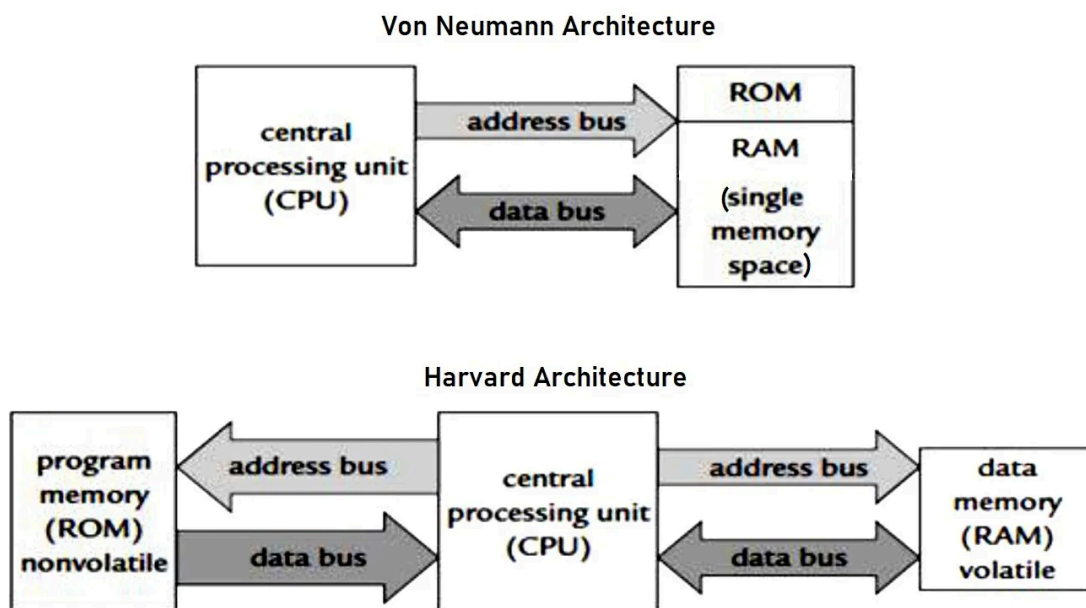 Von Neumann Architecture
central
processing unit
(CPU)
address bus
data bus
ROM
RAM
(single
memory
space)
Harvard Architecture
program
memory
(ROM)
nonvolatile
address bus
data bus
central
processing unit
(CPU)
address bus
data bus
data
memory
(RAM)
volatile